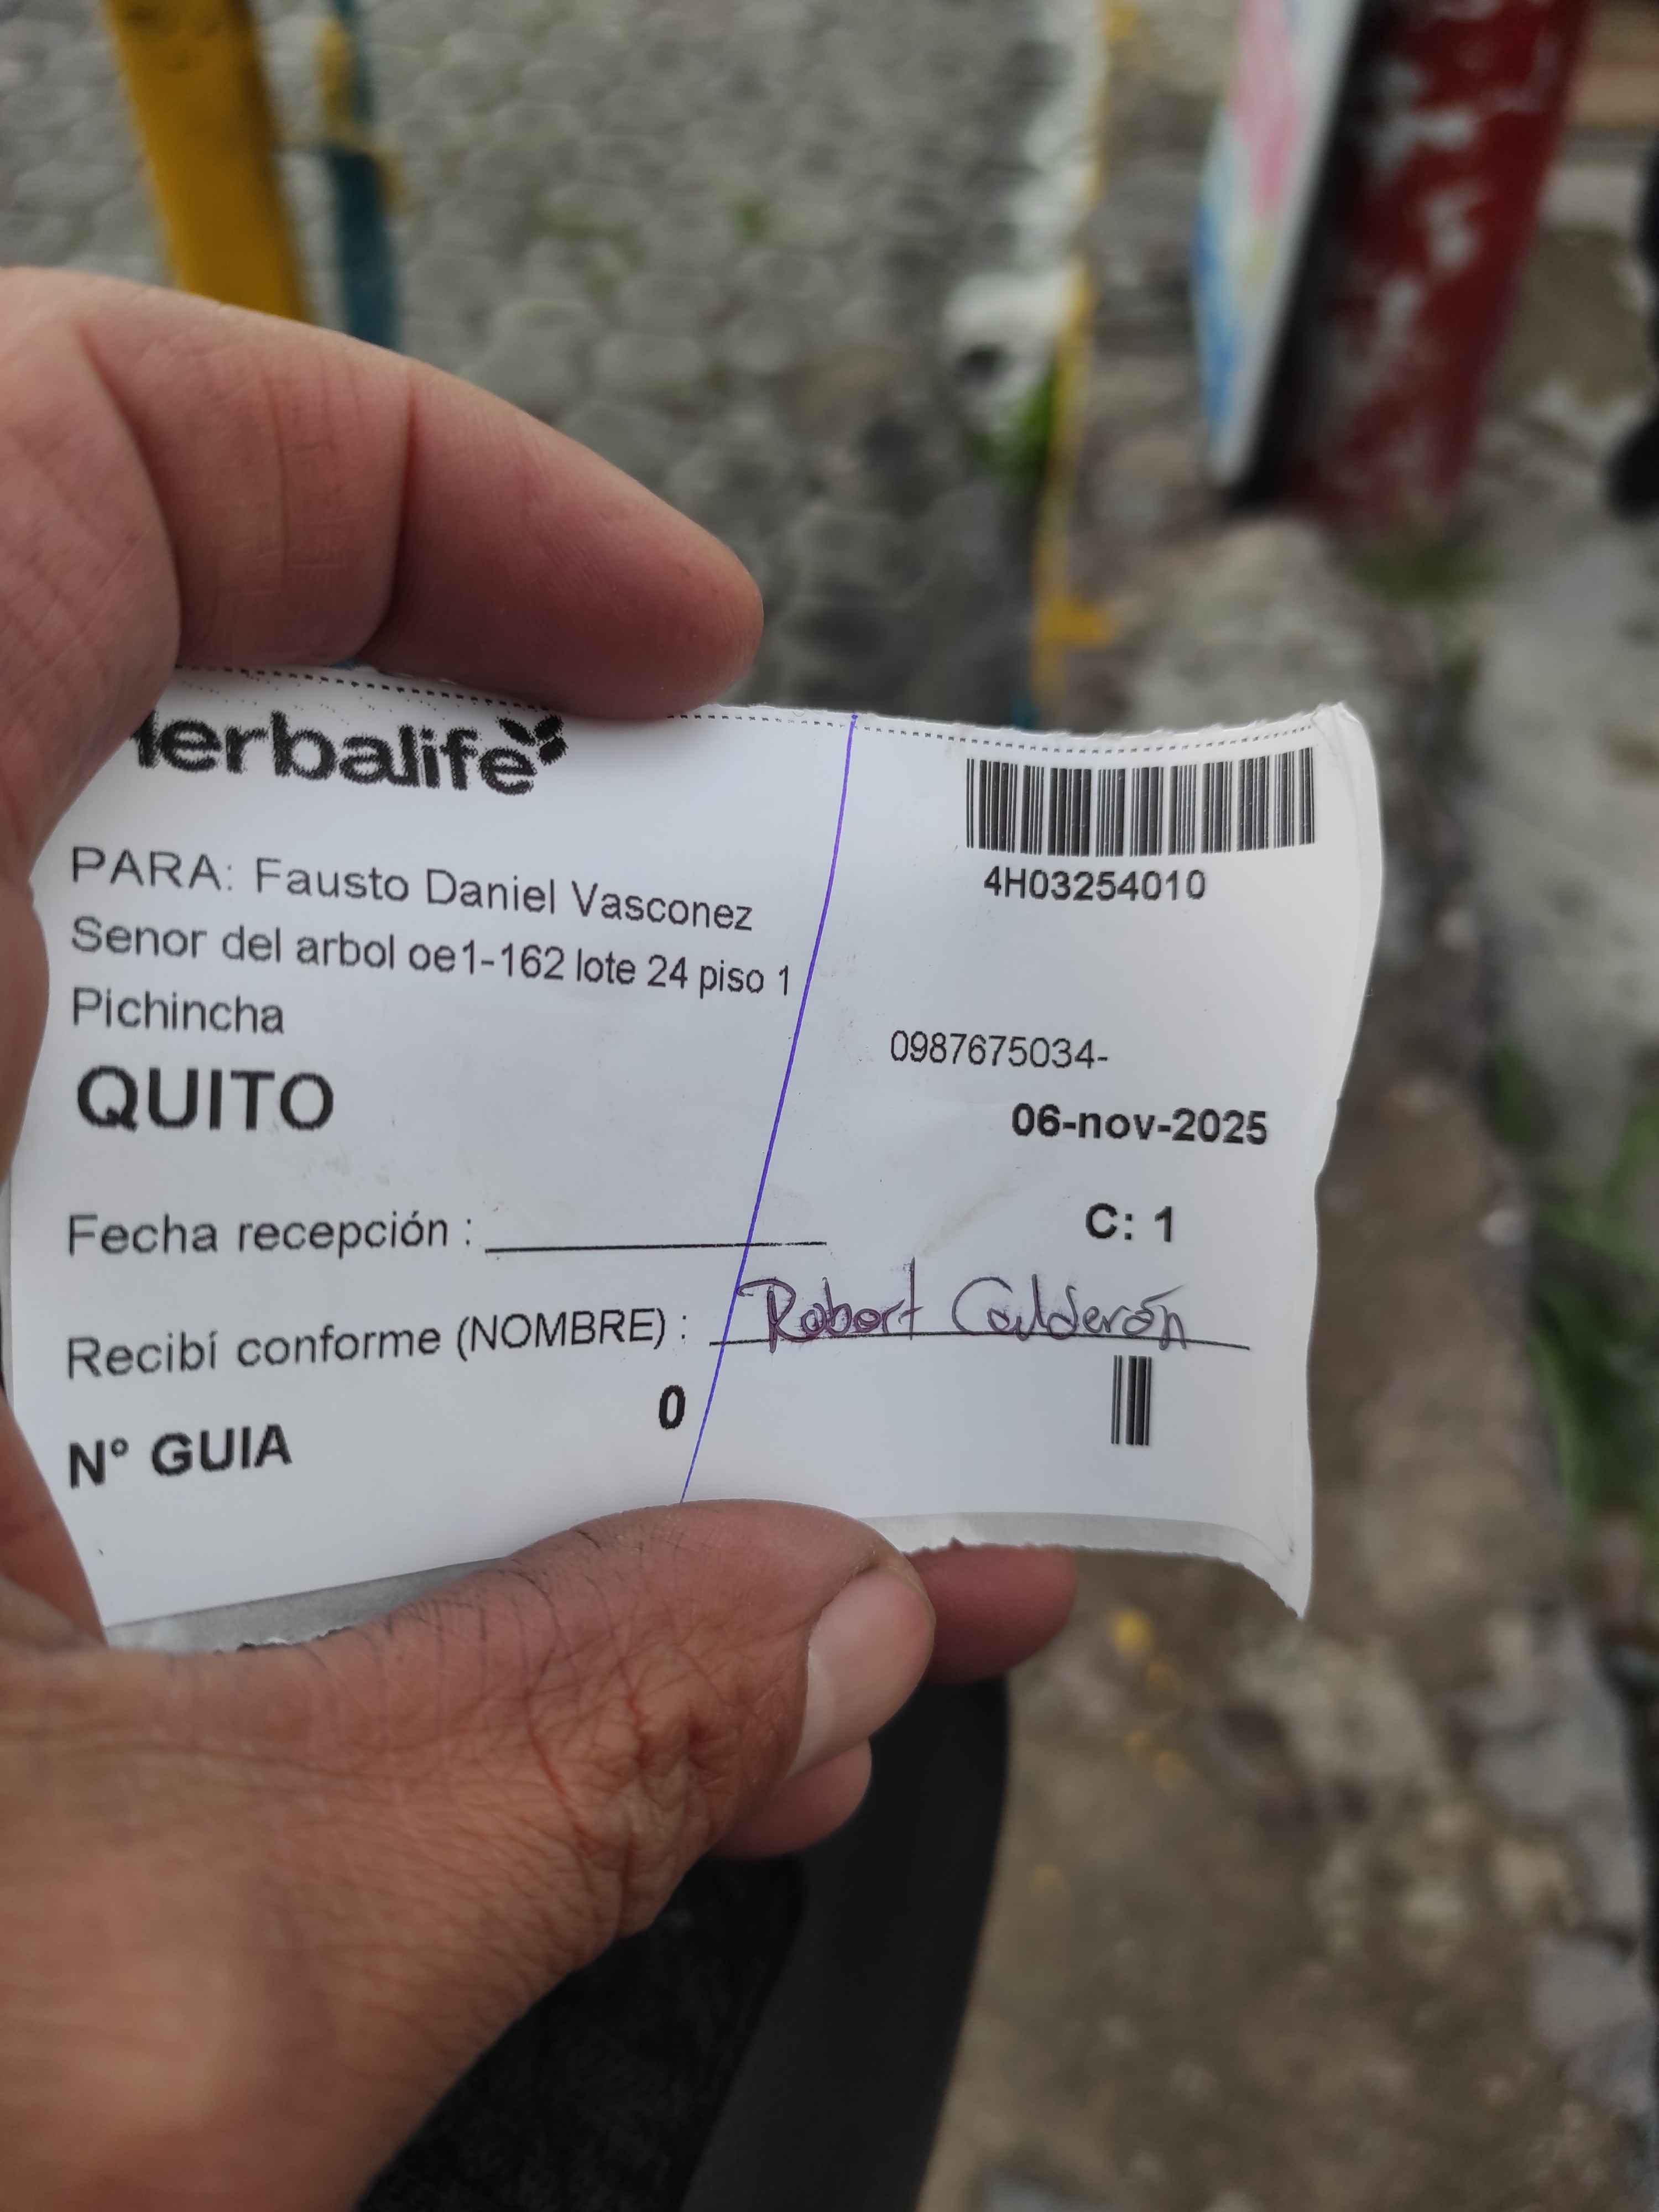 Herbalife
4H03254010
PARA: Fausto Daniel Vasconez
Senor del arbol oe1-162 lote 24 piso 1
Pichincha
0987675034-
QUITO
06-nov-2025
Fecha recepción :
C: 1
Recibí conforme (NOMBRE) : Robert Calderón
0
N° GUIA